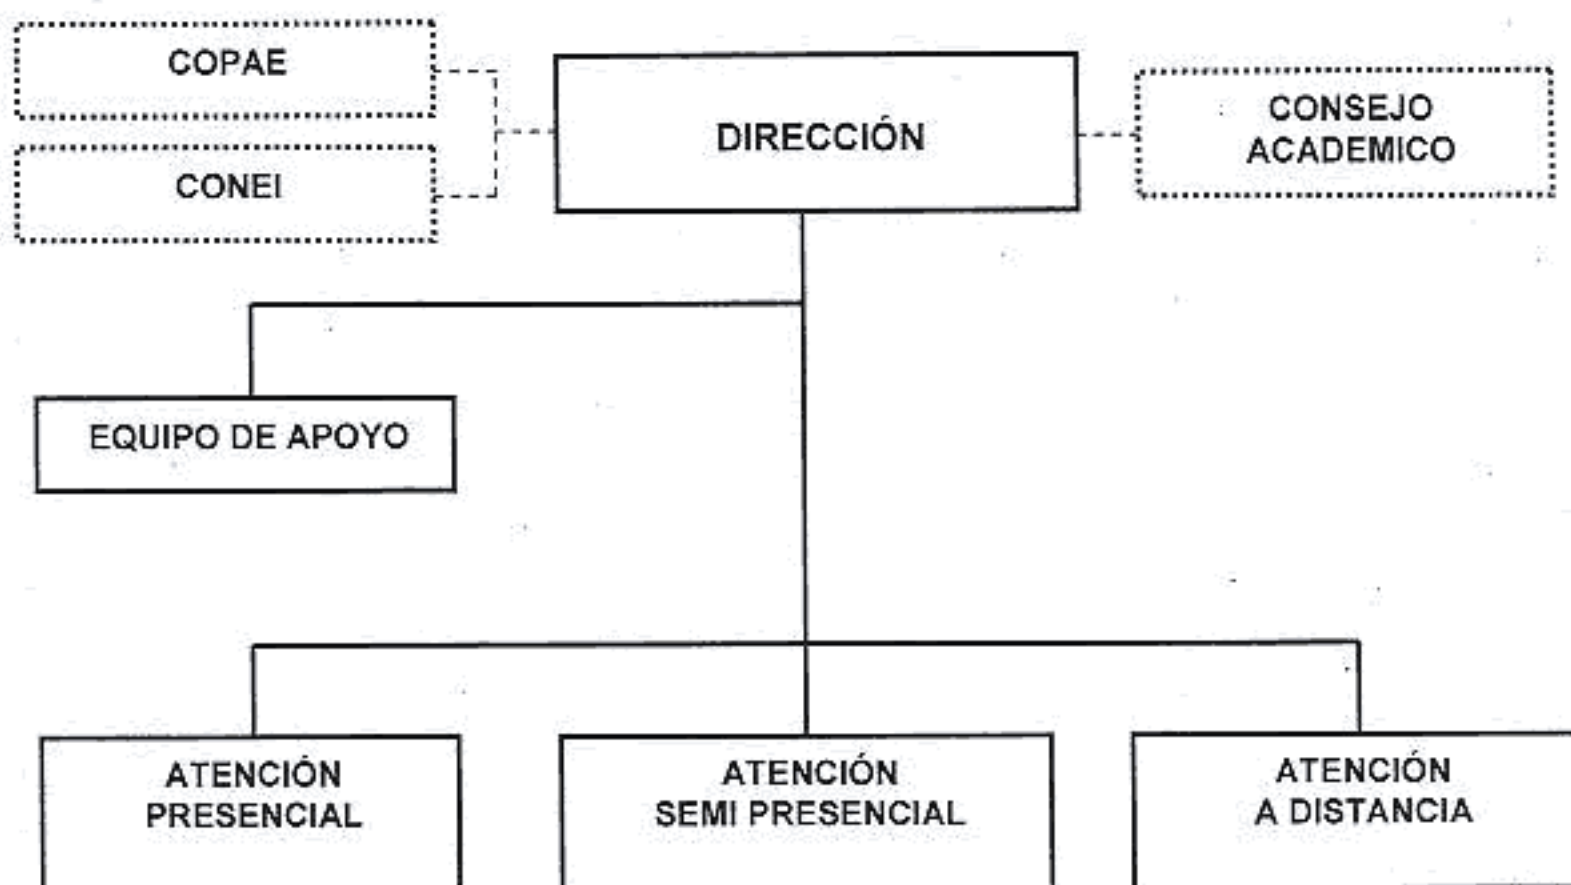 COPAE
CONEI
DIRECCIÓN
CONSEJO
ACADEMICO
EQUIPO DE APOYO
ATENCIÓN
PRESENCIAL
ATENCIÓN
SEMI PRESENCIAL
ATENCIÓN
A DISTANCIA